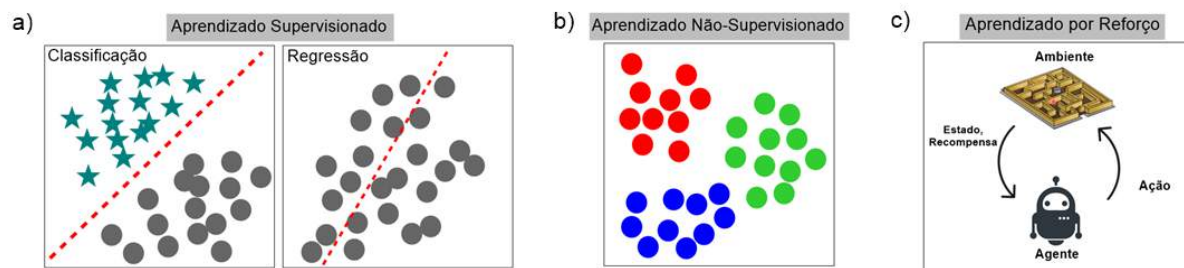 a)
Aprendizado Supervisionado
Classificação
Regressão
b)
Aprendizado Não-Supervisionado
c)
Aprendizado por Reforço
Ambiente
Estado,
Recompensa
Ação
Agente